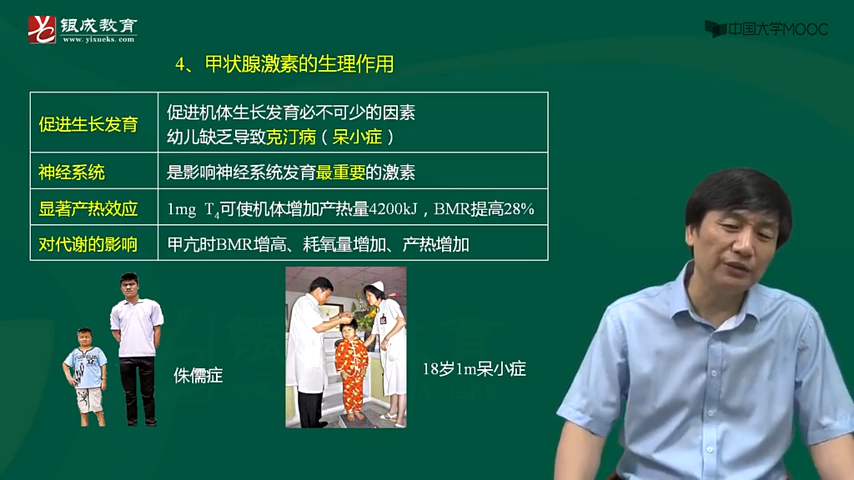 银成教育
www.yixueks.com
中国大学MOOC
4、甲状腺激素的生理作用
促进生长发育
促进机体生长发育必不可少的因素
幼儿缺乏导致克汀病（呆小症）
神经系统
是影响神经系统发育最重要的激素
显著产热效应
1mg T4可使机体增加产热量4200kJ，BMR提高28%
对代谢的影响
甲亢时BMR增高、耗氧量增加、产热增加
侏儒症
18岁1m呆小症